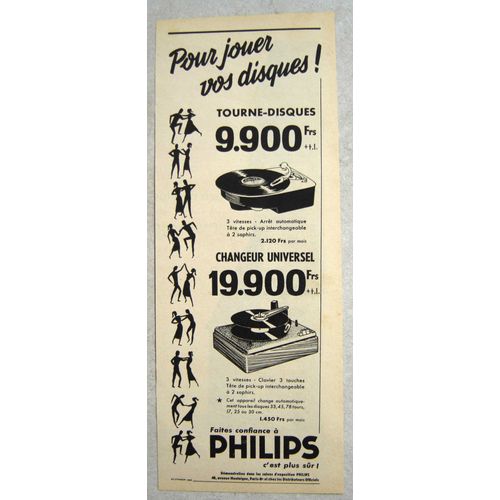 Pour jouer
vos disques !
TOURNE-DISQUES
9.900 Frs
+t.l.
3 vitesses - Arrêt automatique
Tête de pick-up interchangeable
à 2 saphirs.
2.120 Frs par mois
CHANGEUR UNIVERSEL
19.900 Frs
+t.l.
3 vitesses - Clavier 3 touches
Tête de pick-up interchangeable
à 2 saphirs.
★ Cet appareil change automatique-
ment tous les disques 33, 45, 78 tours,
17, 25 ou 30 cm.
1.450 Frs par mois
Faites confiance à
PHILIPS
c'est plus sûr !
Démonstration dans les salons d'exposition PHILIPS
avenue Montaigne, Paris-8e et chez les Distributeurs Officiels